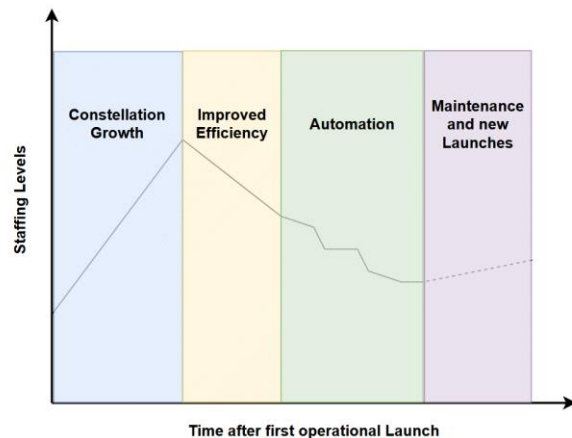 Constellation
Growth
Improved
Efficiency
Automation
Maintenance
and new
Launches
Staffing Levels
Time after first operational Launch